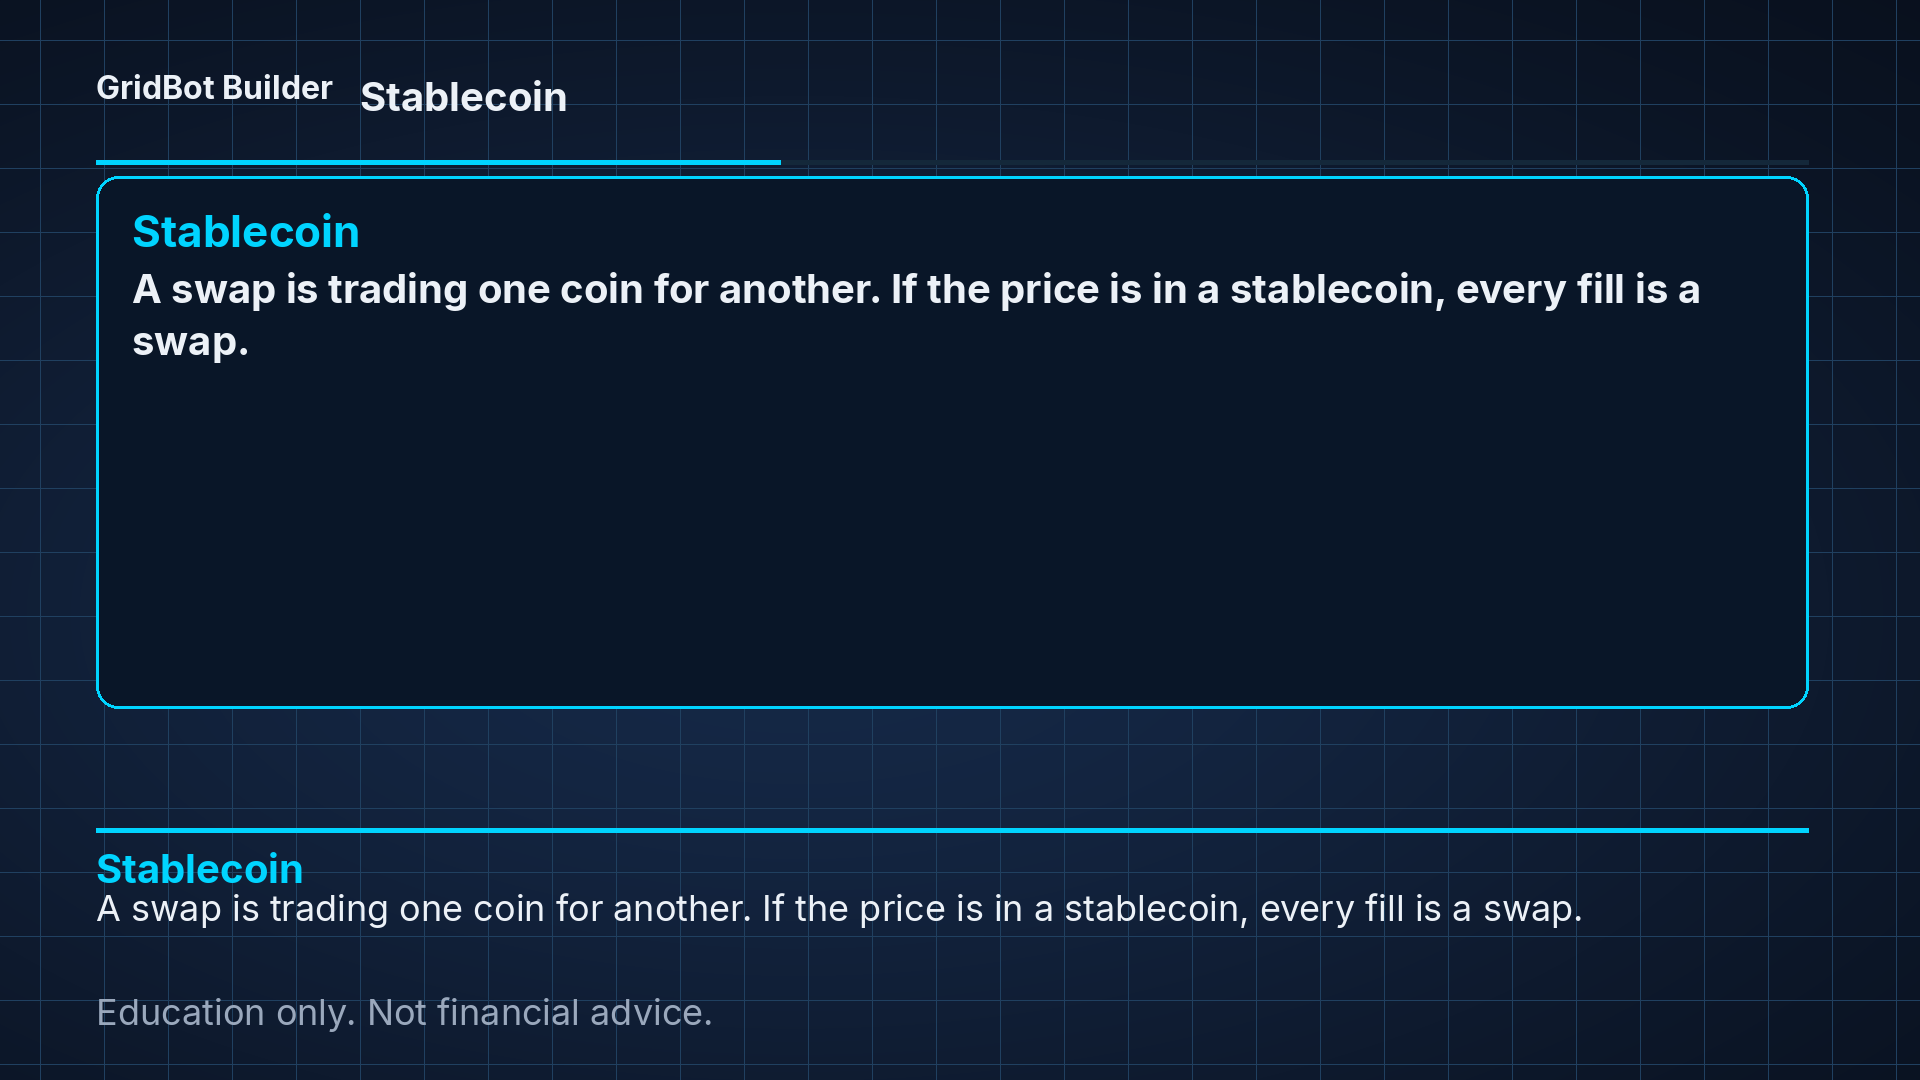 GridBot Builder
Stablecoin
Stablecoin
A swap is trading one coin for another. If the price is in a stablecoin, every fill is a
swap.
Stablecoin
A swap is trading one coin for another. If the price is in a stablecoin, every fill is a swap.
Education only. Not financial advice.